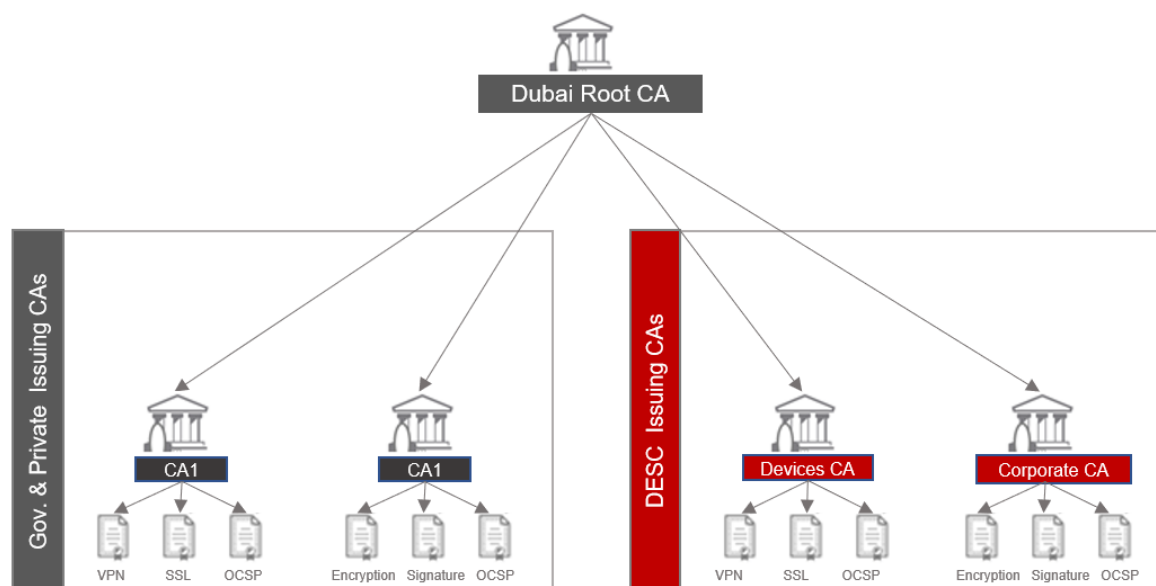 Dubai Root CA
Gov. & Private Issuing CAs
CA1
VPN SSL OCSP
CA1
Encryption Signature OCSP
DESC Issuing CAs
Devices CA
VPN SSL OCSP
Corporate CA
Encryption Signature OCSP